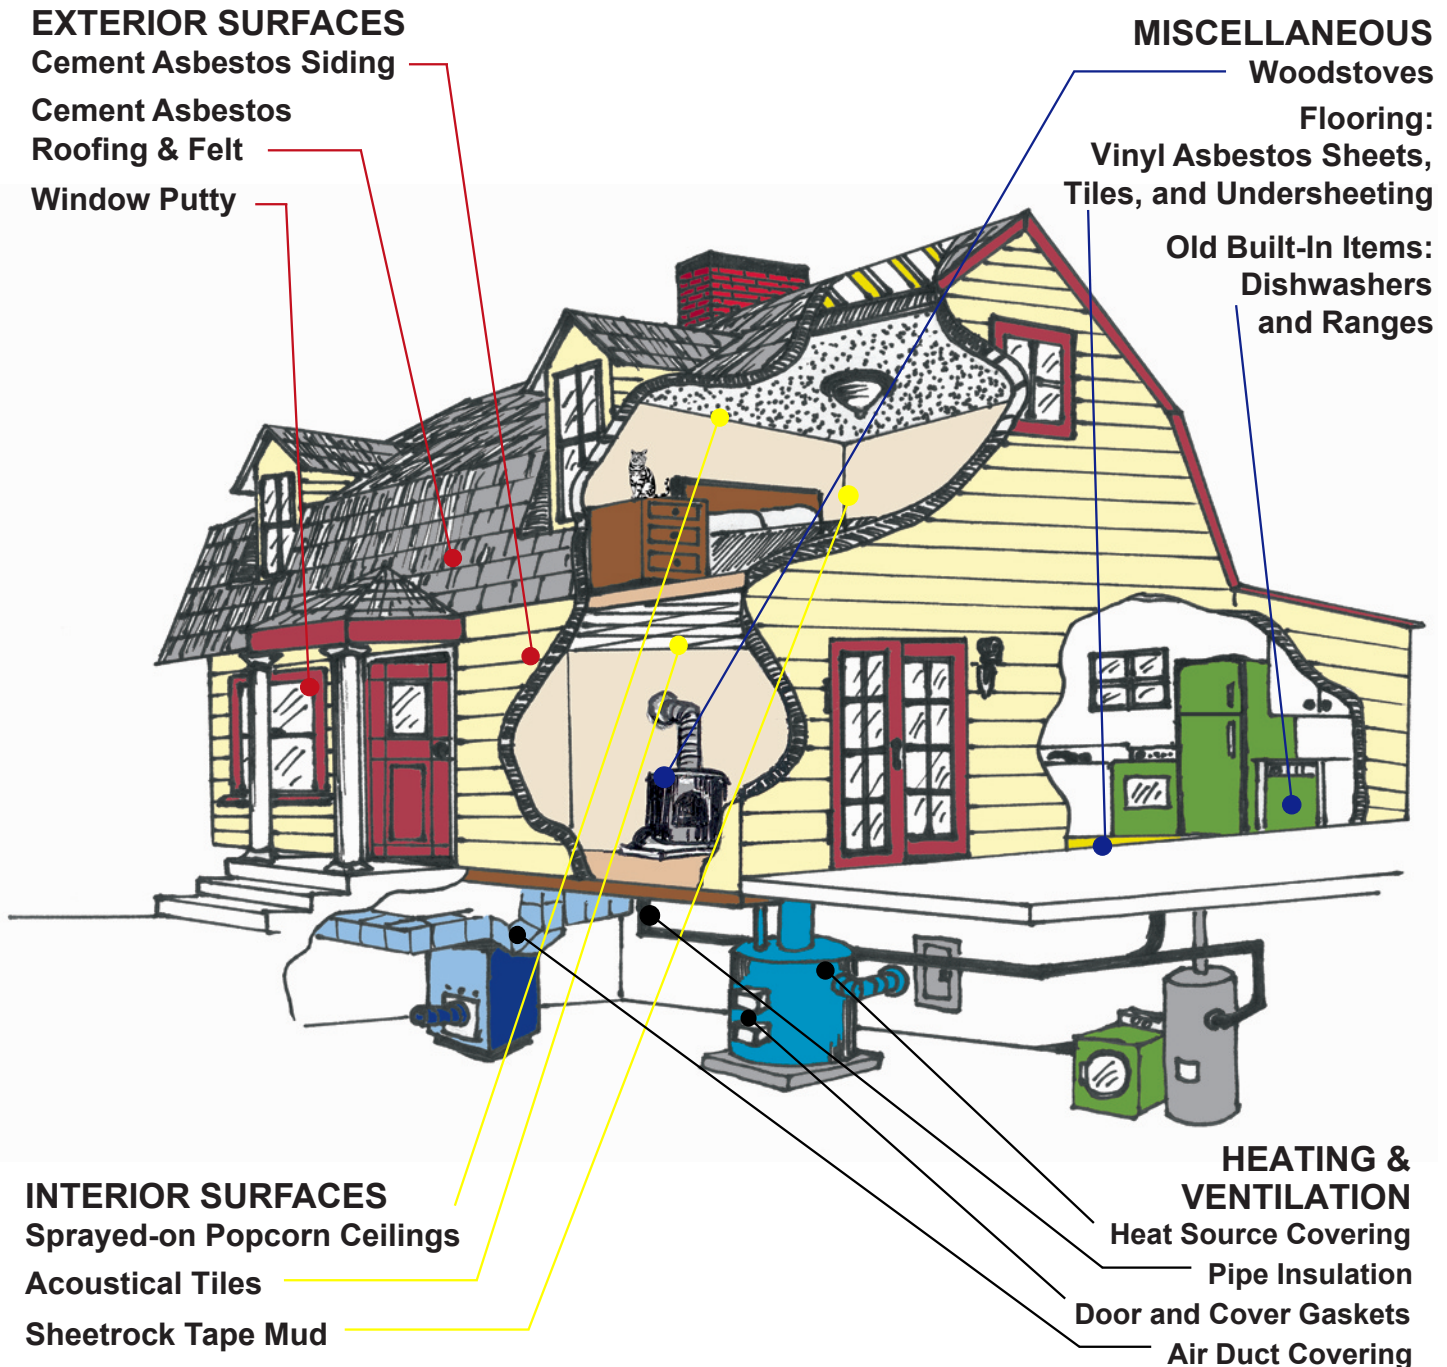 EXTERIOR SURFACES
Cement Asbestos Siding
Cement Asbestos
Roofing & Felt
Window Putty
MISCELLANEOUS
Woodstoves
Flooring:
Vinyl Asbestos Sheets,
Tiles, and Undersheeting
Old Built-In Items:
Dishwashers
and Ranges
INTERIOR SURFACES
Sprayed-on Popcorn Ceilings
Acoustical Tiles
Sheetrock Tape Mud
HEATING &
VENTILATION
Heat Source Covering
Pipe Insulation
Door and Cover Gaskets
Air Duct Covering